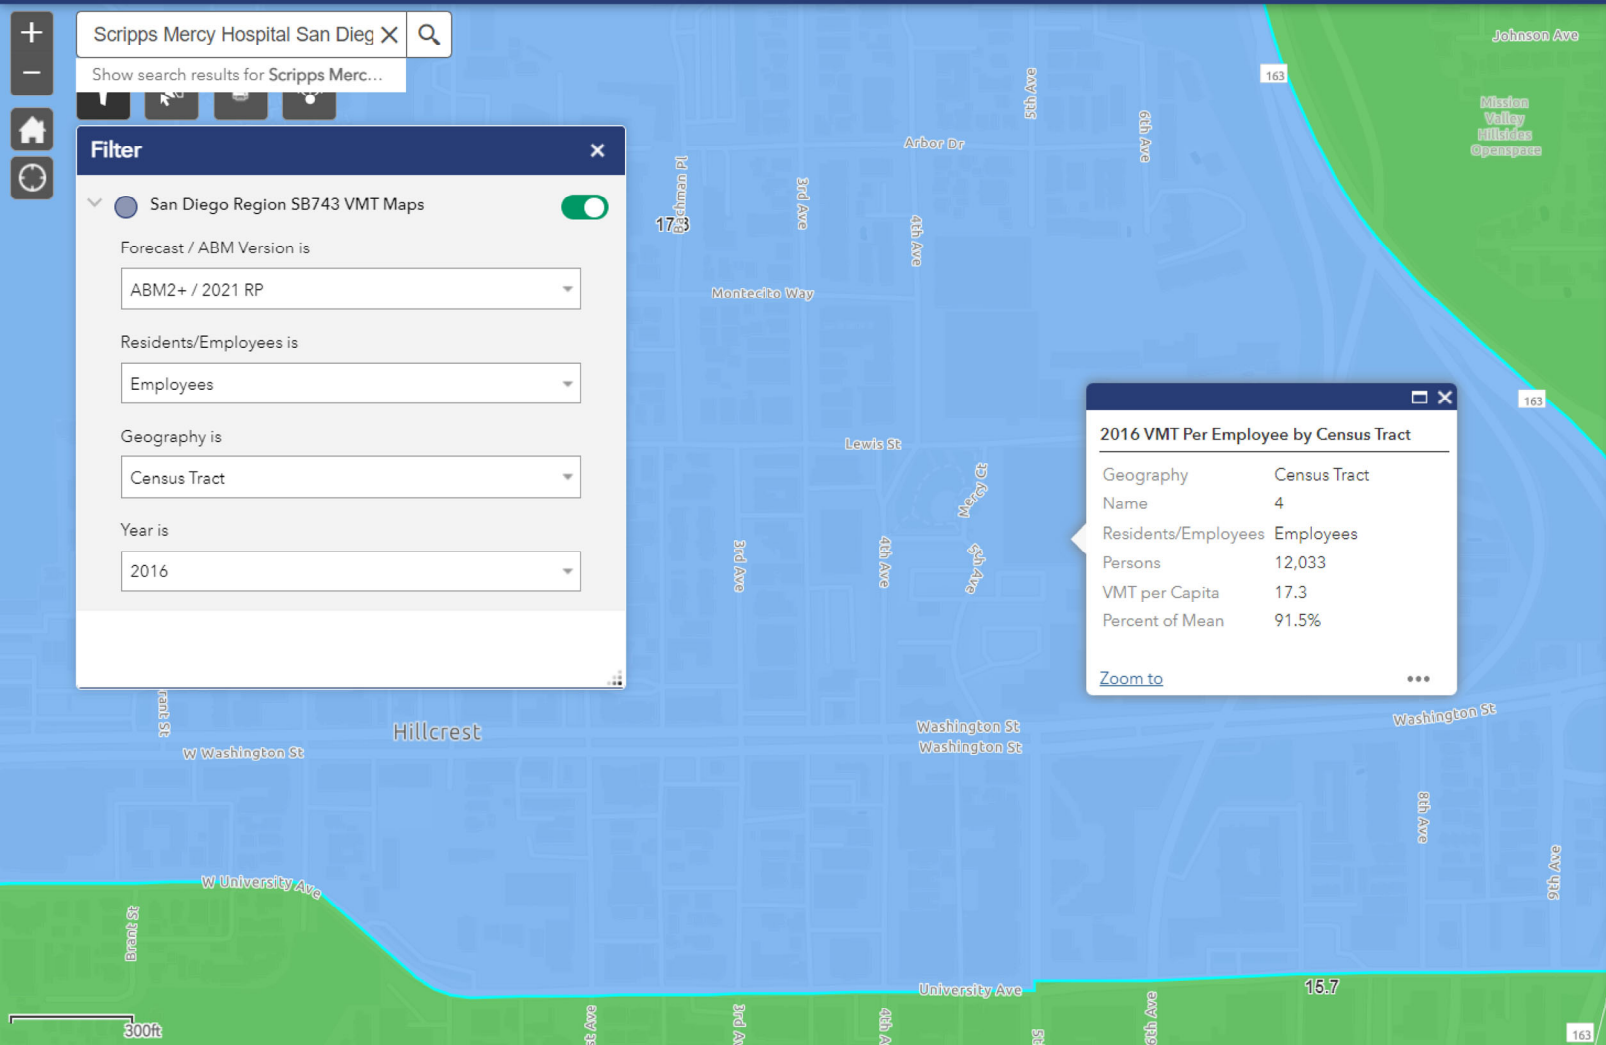 +
Scripps Mercy Hospital San Dieg
−
Show search results for Scripps Merc...
Filter
San Diego Region SB743 VMT Maps
Forecast / ABM Version is
ABM2+ / 2021 RP
Residents/Employees is
Employees
Geography is
Census Tract
Year is
2016
Johnson Ave
163
Mission
Valley
Hillsides
Openspace
5th Ave
6th Ave
Arbor Dr
Bachman Pl
3rd Ave
17.3
4th Ave
Montecito Way
163
Lewis St
Mercy Ct
3rd Ave
4th Ave
5th Ave
2016 VMT Per Employee by Census Tract
Geography Census Tract
Name 4
Residents/Employees Employees
Persons 12,033
VMT per Capita 17.3
Percent of Mean 91.5%
Zoom to
Washington St
Hillcrest
Washington St
Washington St
W Washington St
8th Ave
9th Ave
W University Ave
Brant St
University Ave
15.7
300ft
3rd A
4th A
163